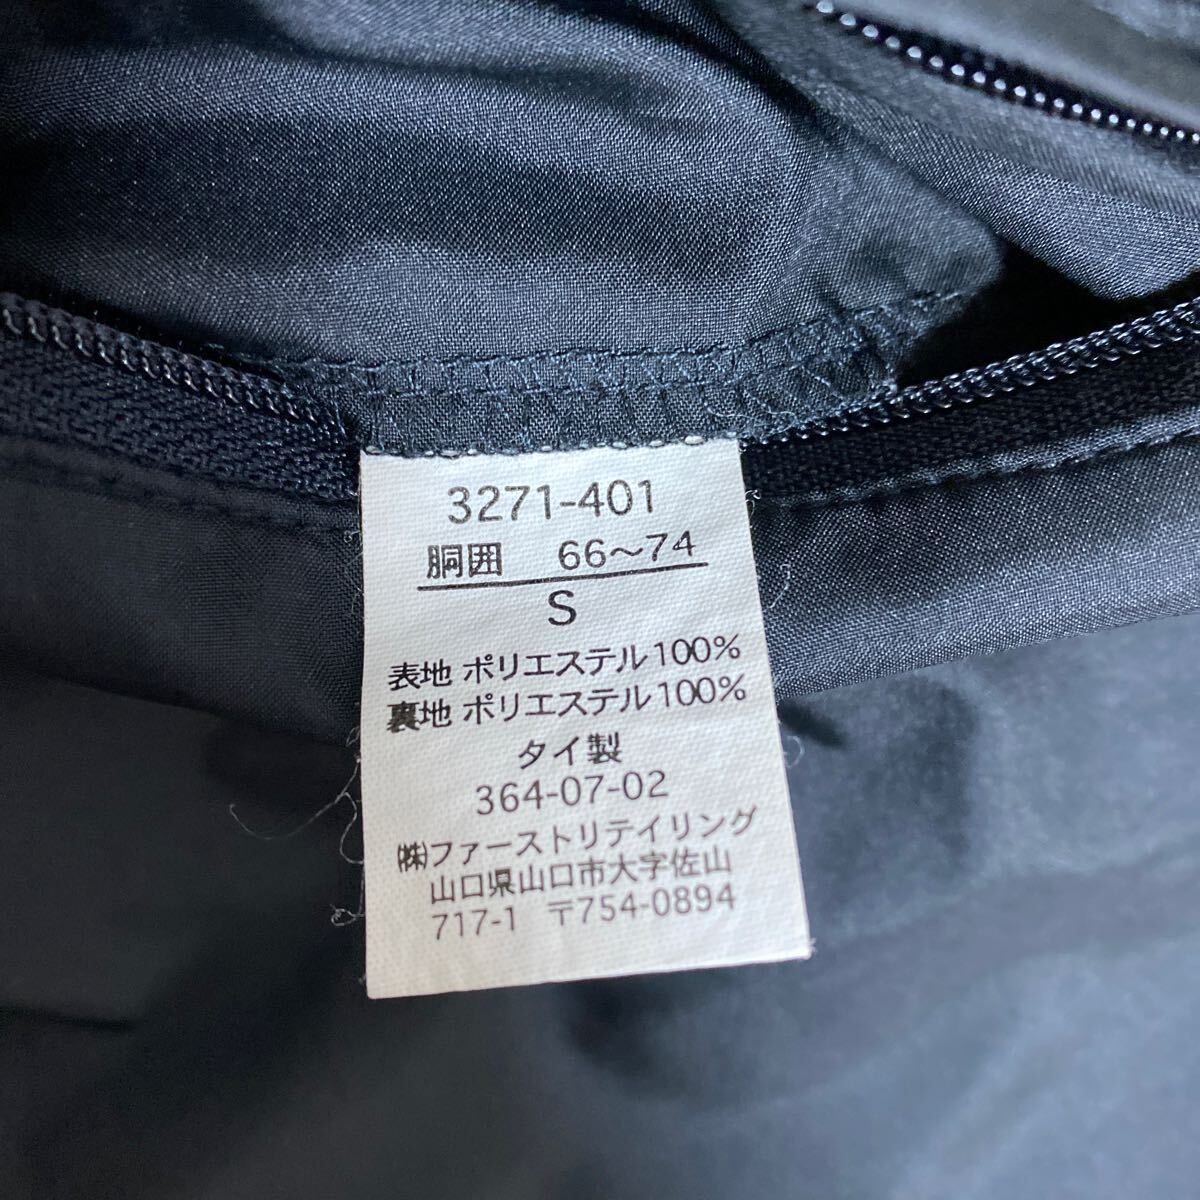 3271-401
胴囲 66～74
S
表地 ポリエステル100%
裏地 ポリエステル100%
タイ製
364-07-02
㈱ファーストリテイリング
山口県山口市大字佐山
717-1 〒754-0894